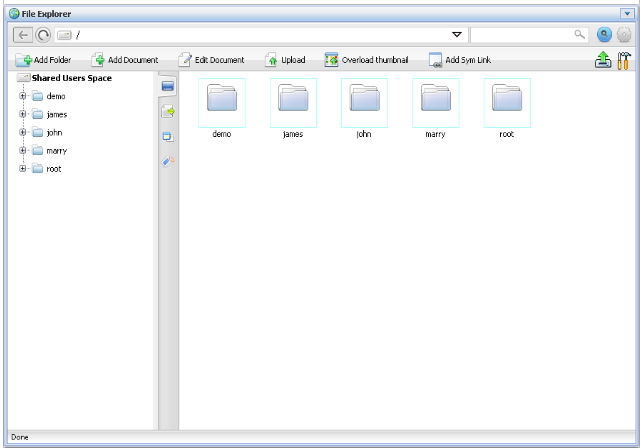 File Explorer
/
Add Folder Add Document Edit Document Upload Overload thumbnail Add Sym Link
Shared Users Space
demo
james
john
marry
root
demo james john marry root
Done